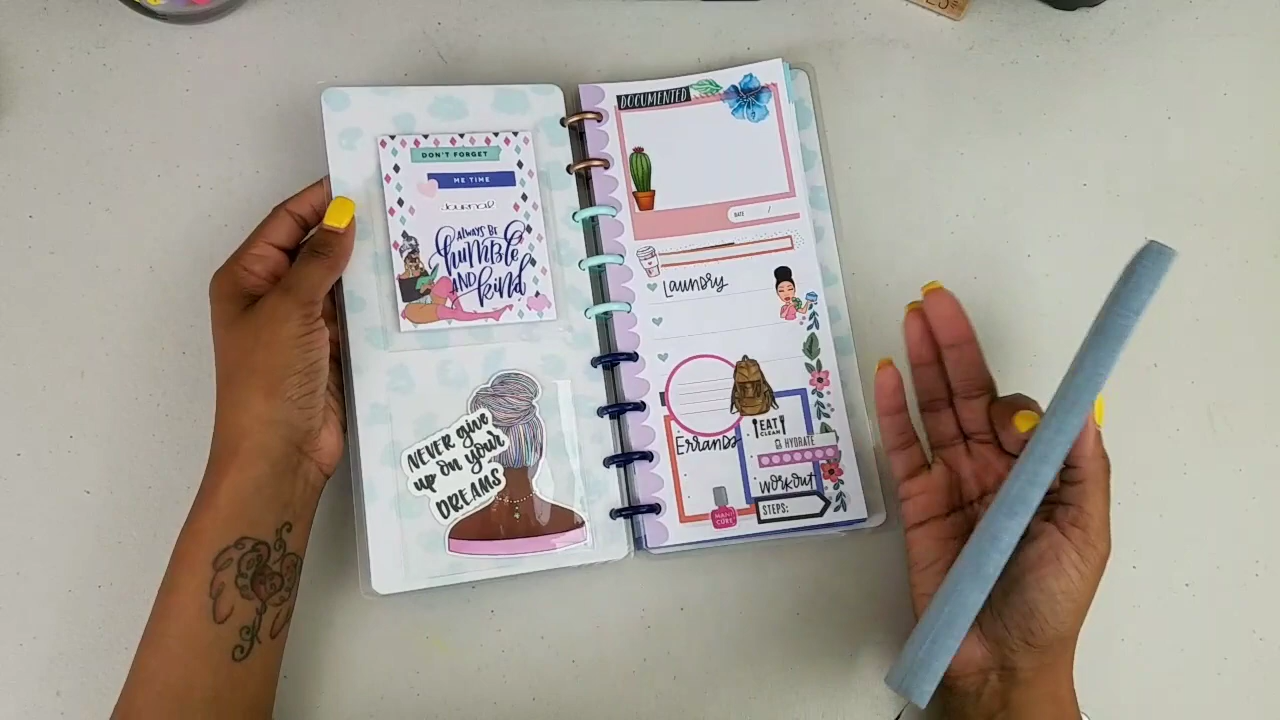 DON'T FORGET
ME TIME
JOURNAL
ALWAYS BE
humble
AND
kind
NEVER give
up on your
DREAMS
DOCUMENTED
DATE /
LAUNDRY
EAT
CLEAN
HYDRATE
ERRANDS
WORKOUT
MANI
CURE
STEPS: